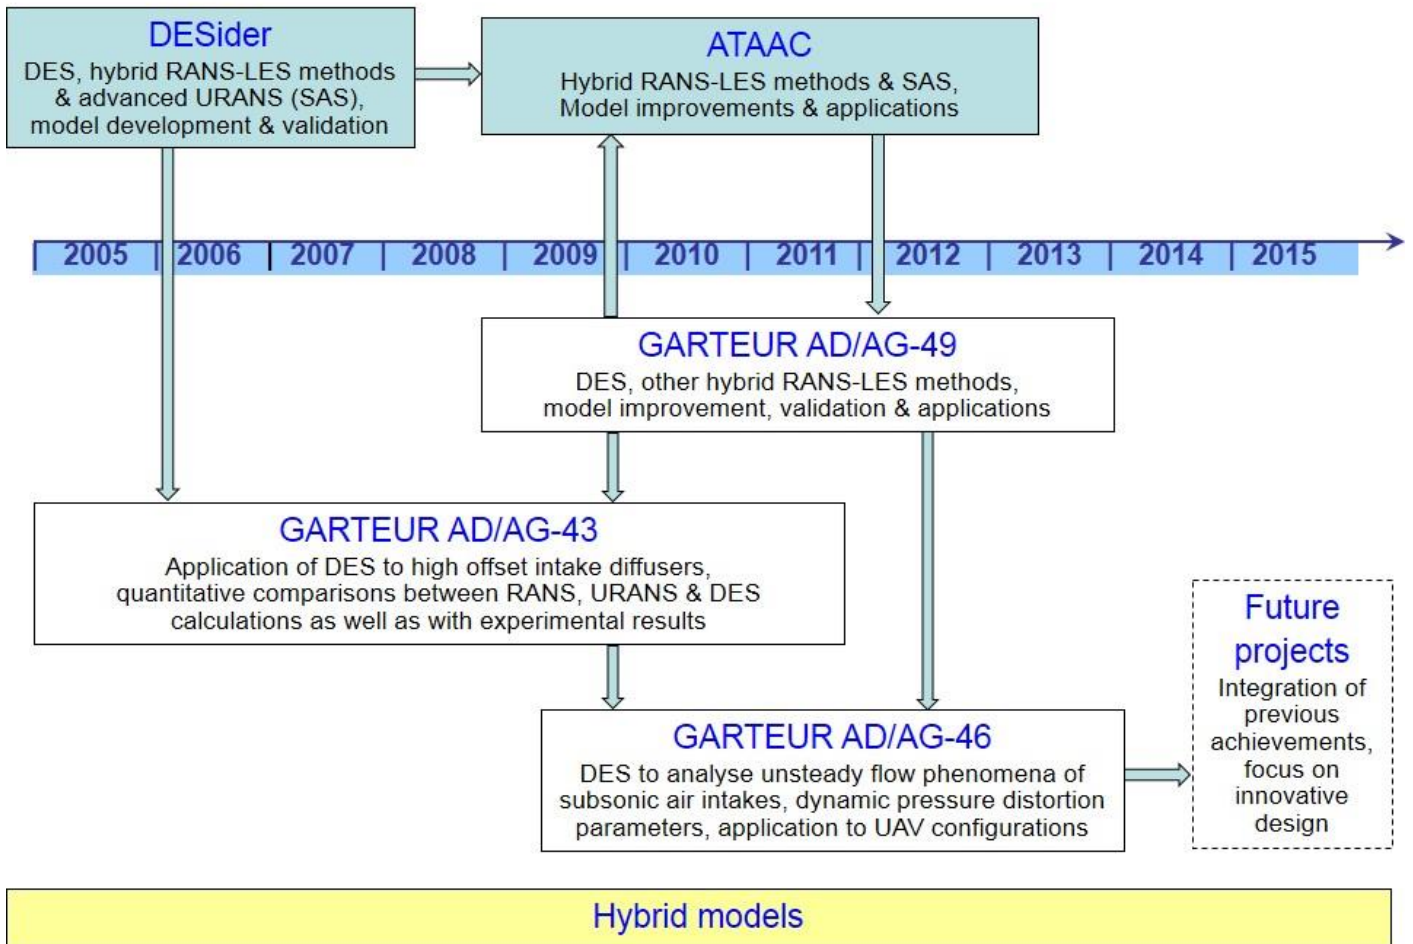 DESider
DES, hybrid RANS-LES methods
& advanced URANS (SAS),
model development & validation
ATAAC
Hybrid RANS-LES methods & SAS,
Model improvements & applications
| 2005 | 2006 | 2007 | 2008 | 2009 | 2010 | 2011 | 2012 | 2013 | 2014 | 2015
GARTEUR AD/AG-49
DES, other hybrid RANS-LES methods,
model improvement, validation & applications
GARTEUR AD/AG-43
Application of DES to high offset intake diffusers,
quantitative comparisons between RANS, URANS & DES
calculations as well as with experimental results
GARTEUR AD/AG-46
DES to analyse unsteady flow phenomena of
subsonic air intakes, dynamic pressure distortion
parameters, application to UAV configurations
Future
projects
Integration of
previous
achievements,
focus on
innovative
design
Hybrid models